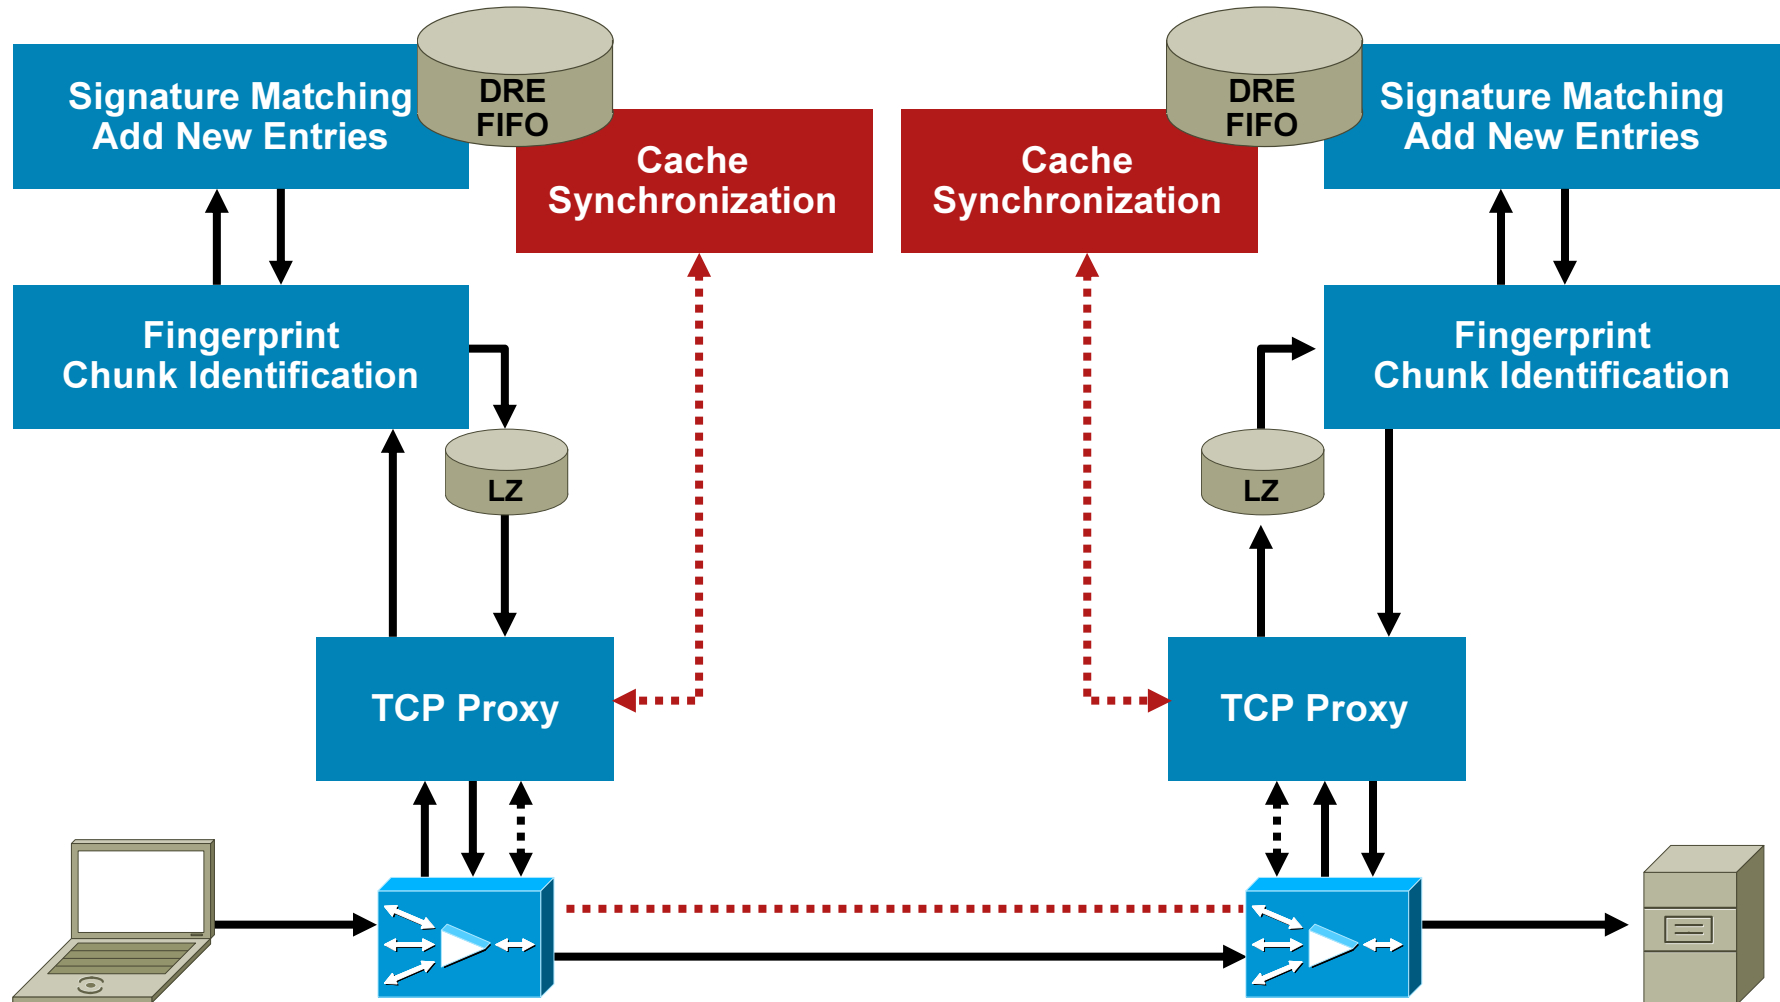 Signature Matching
Add New Entries
DRE
FIFO
Cache
Synchronization
Cache
Synchronization
DRE
FIFO
Signature Matching
Add New Entries
Fingerprint
Chunk Identification
Fingerprint
Chunk Identification
LZ
LZ
TCP Proxy
TCP Proxy